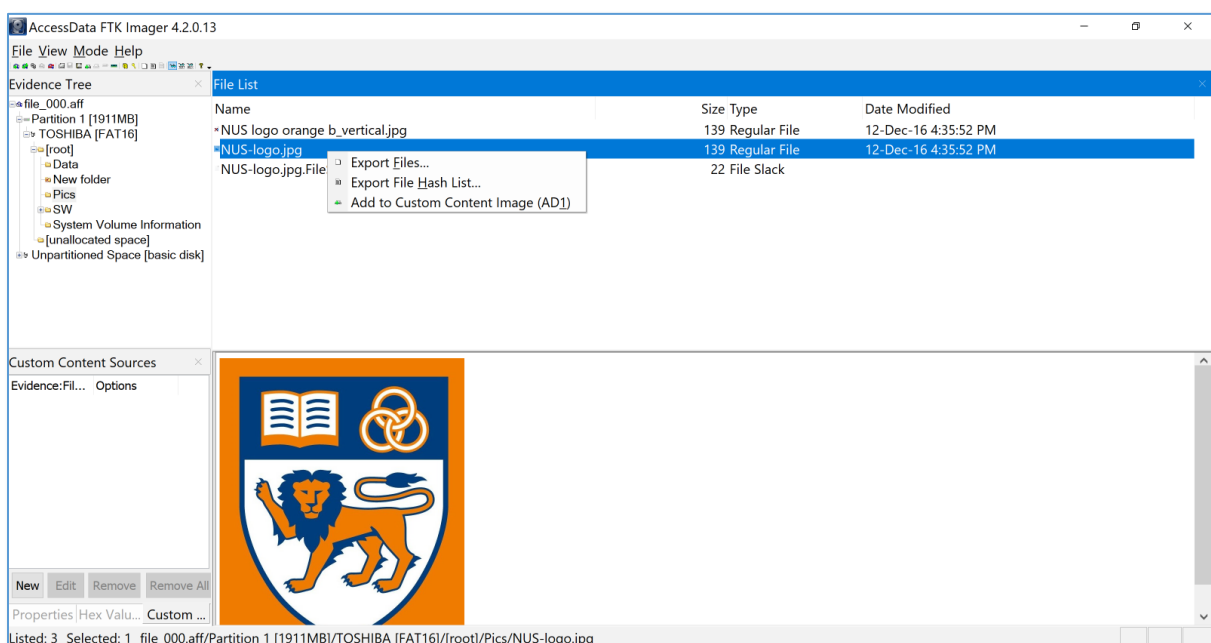 AccessData FTK Imager 4.2.0.13
File View Mode Help
Evidence Tree
file_000.aff
Partition 1 [1911MB]
TOSHIBA [FAT16]
[root]
Data
New folder
Pics
SW
System Volume Information
[unallocated space]
Unpartitioned Space [basic disk]
File List
Name Size Type Date Modified
NUS logo orange b_vertical.jpg 139 Regular File 12-Dec-16 4:35:52 PM
NUS-logo.jpg 139 Regular File 12-Dec-16 4:35:52 PM
NUS-logo.jpg.File 22 File Slack
Export Files...
Export File Hash List...
Add to Custom Content Image (AD1)
Custom Content Sources
Evidence:Fil... Options
New Edit Remove Remove All
Properties Hex Valu... Custom ...
Listed: 3 Selected: 1 file_000.aff/Partition 1 [1911MB]/TOSHIBA [FAT16]/[root]/Pics/NUS-logo.jpg